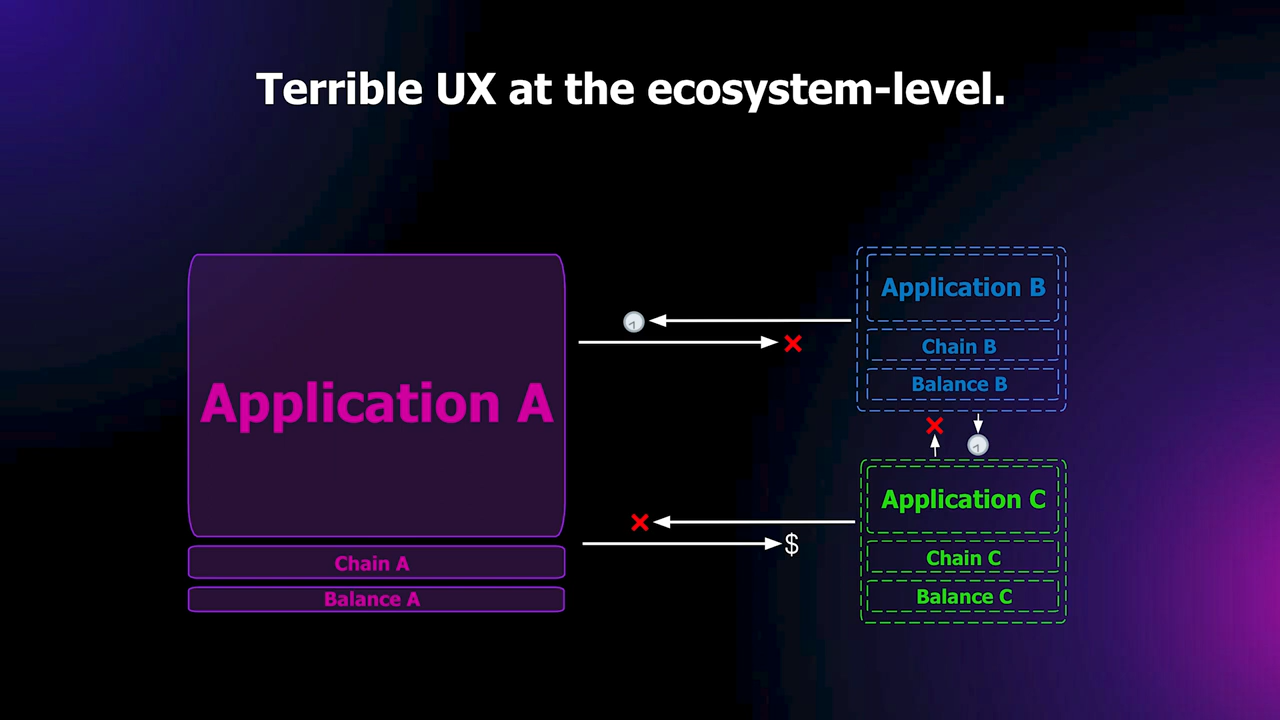 Terrible UX at the ecosystem-level.
Application A
Chain A
Balance A
Application B
Chain B
Balance B
Application C
Chain C
Balance C
$